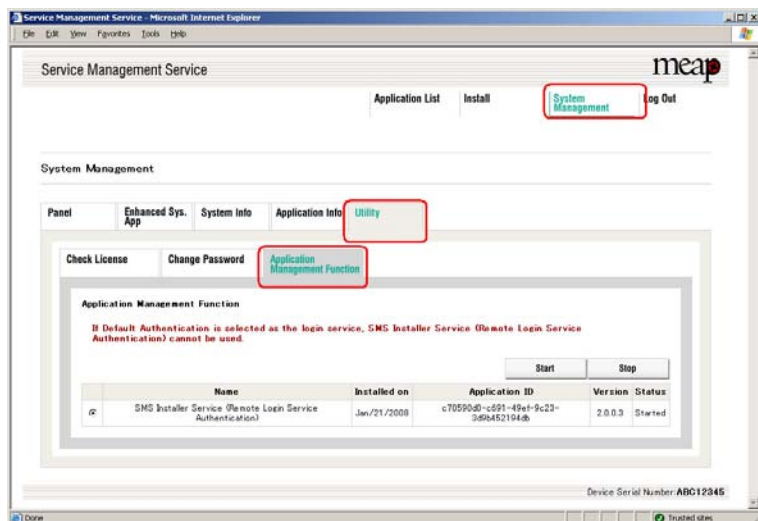 Service Management Service - Microsoft Internet Explorer
File Edit View Favorites Tools Help
Service Management Service
meap
Application List Install System Management Log Out
System Management
Panel Enhanced Sys. App System Info Application Info Utility
Check License Change Password Application Management Function
Application Management Function
If Default Authentication is selected as the login service, SMS Installer Service (Remote Login Service
Authentication) cannot be used.
Start Stop
Name Installed on Application ID Version Status
SMS Installer Service (Remote Login Service Authentication) Jan/21/2008 c70590d0-c691-49ef-9c23-3d9b452194db 2.0.0.3 Started
Device Serial Number:ABC12345
Done Trusted sites